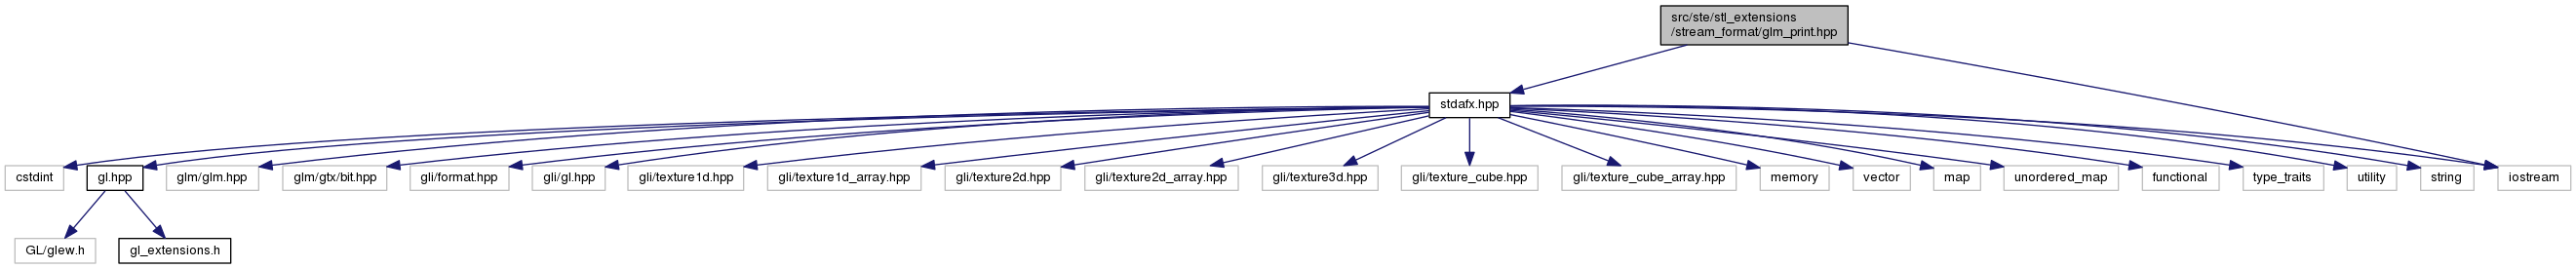 src/ste/stl_extensions
/stream_format/glm_print.hpp
stdafx.hpp
cstdint
gl.hpp
glm/glm.hpp
glm/gtx/bit.hpp
gli/format.hpp
gli/gl.hpp
gli/texture1d.hpp
gli/texture1d_array.hpp
gli/texture2d.hpp
gli/texture2d_array.hpp
gli/texture3d.hpp
gli/texture_cube.hpp
gli/texture_cube_array.hpp
memory
vector
map
unordered_map
functional
type_traits
utility
string
iostream
GL/glew.h
gl_extensions.h